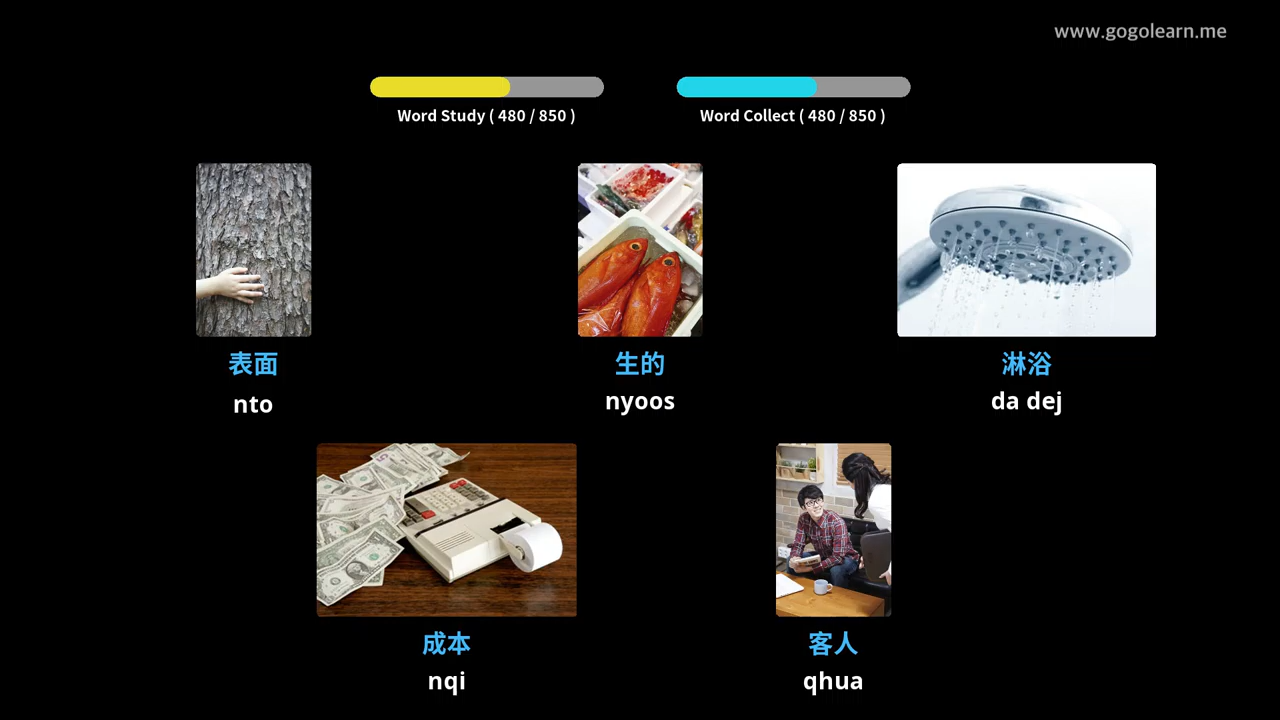 www.gogolearn.me
Word Study ( 480 / 850 )
Word Collect ( 480 / 850 )
表面
nto
生的
nyoos
淋浴
da dej
成本
nqi
客人
qhua